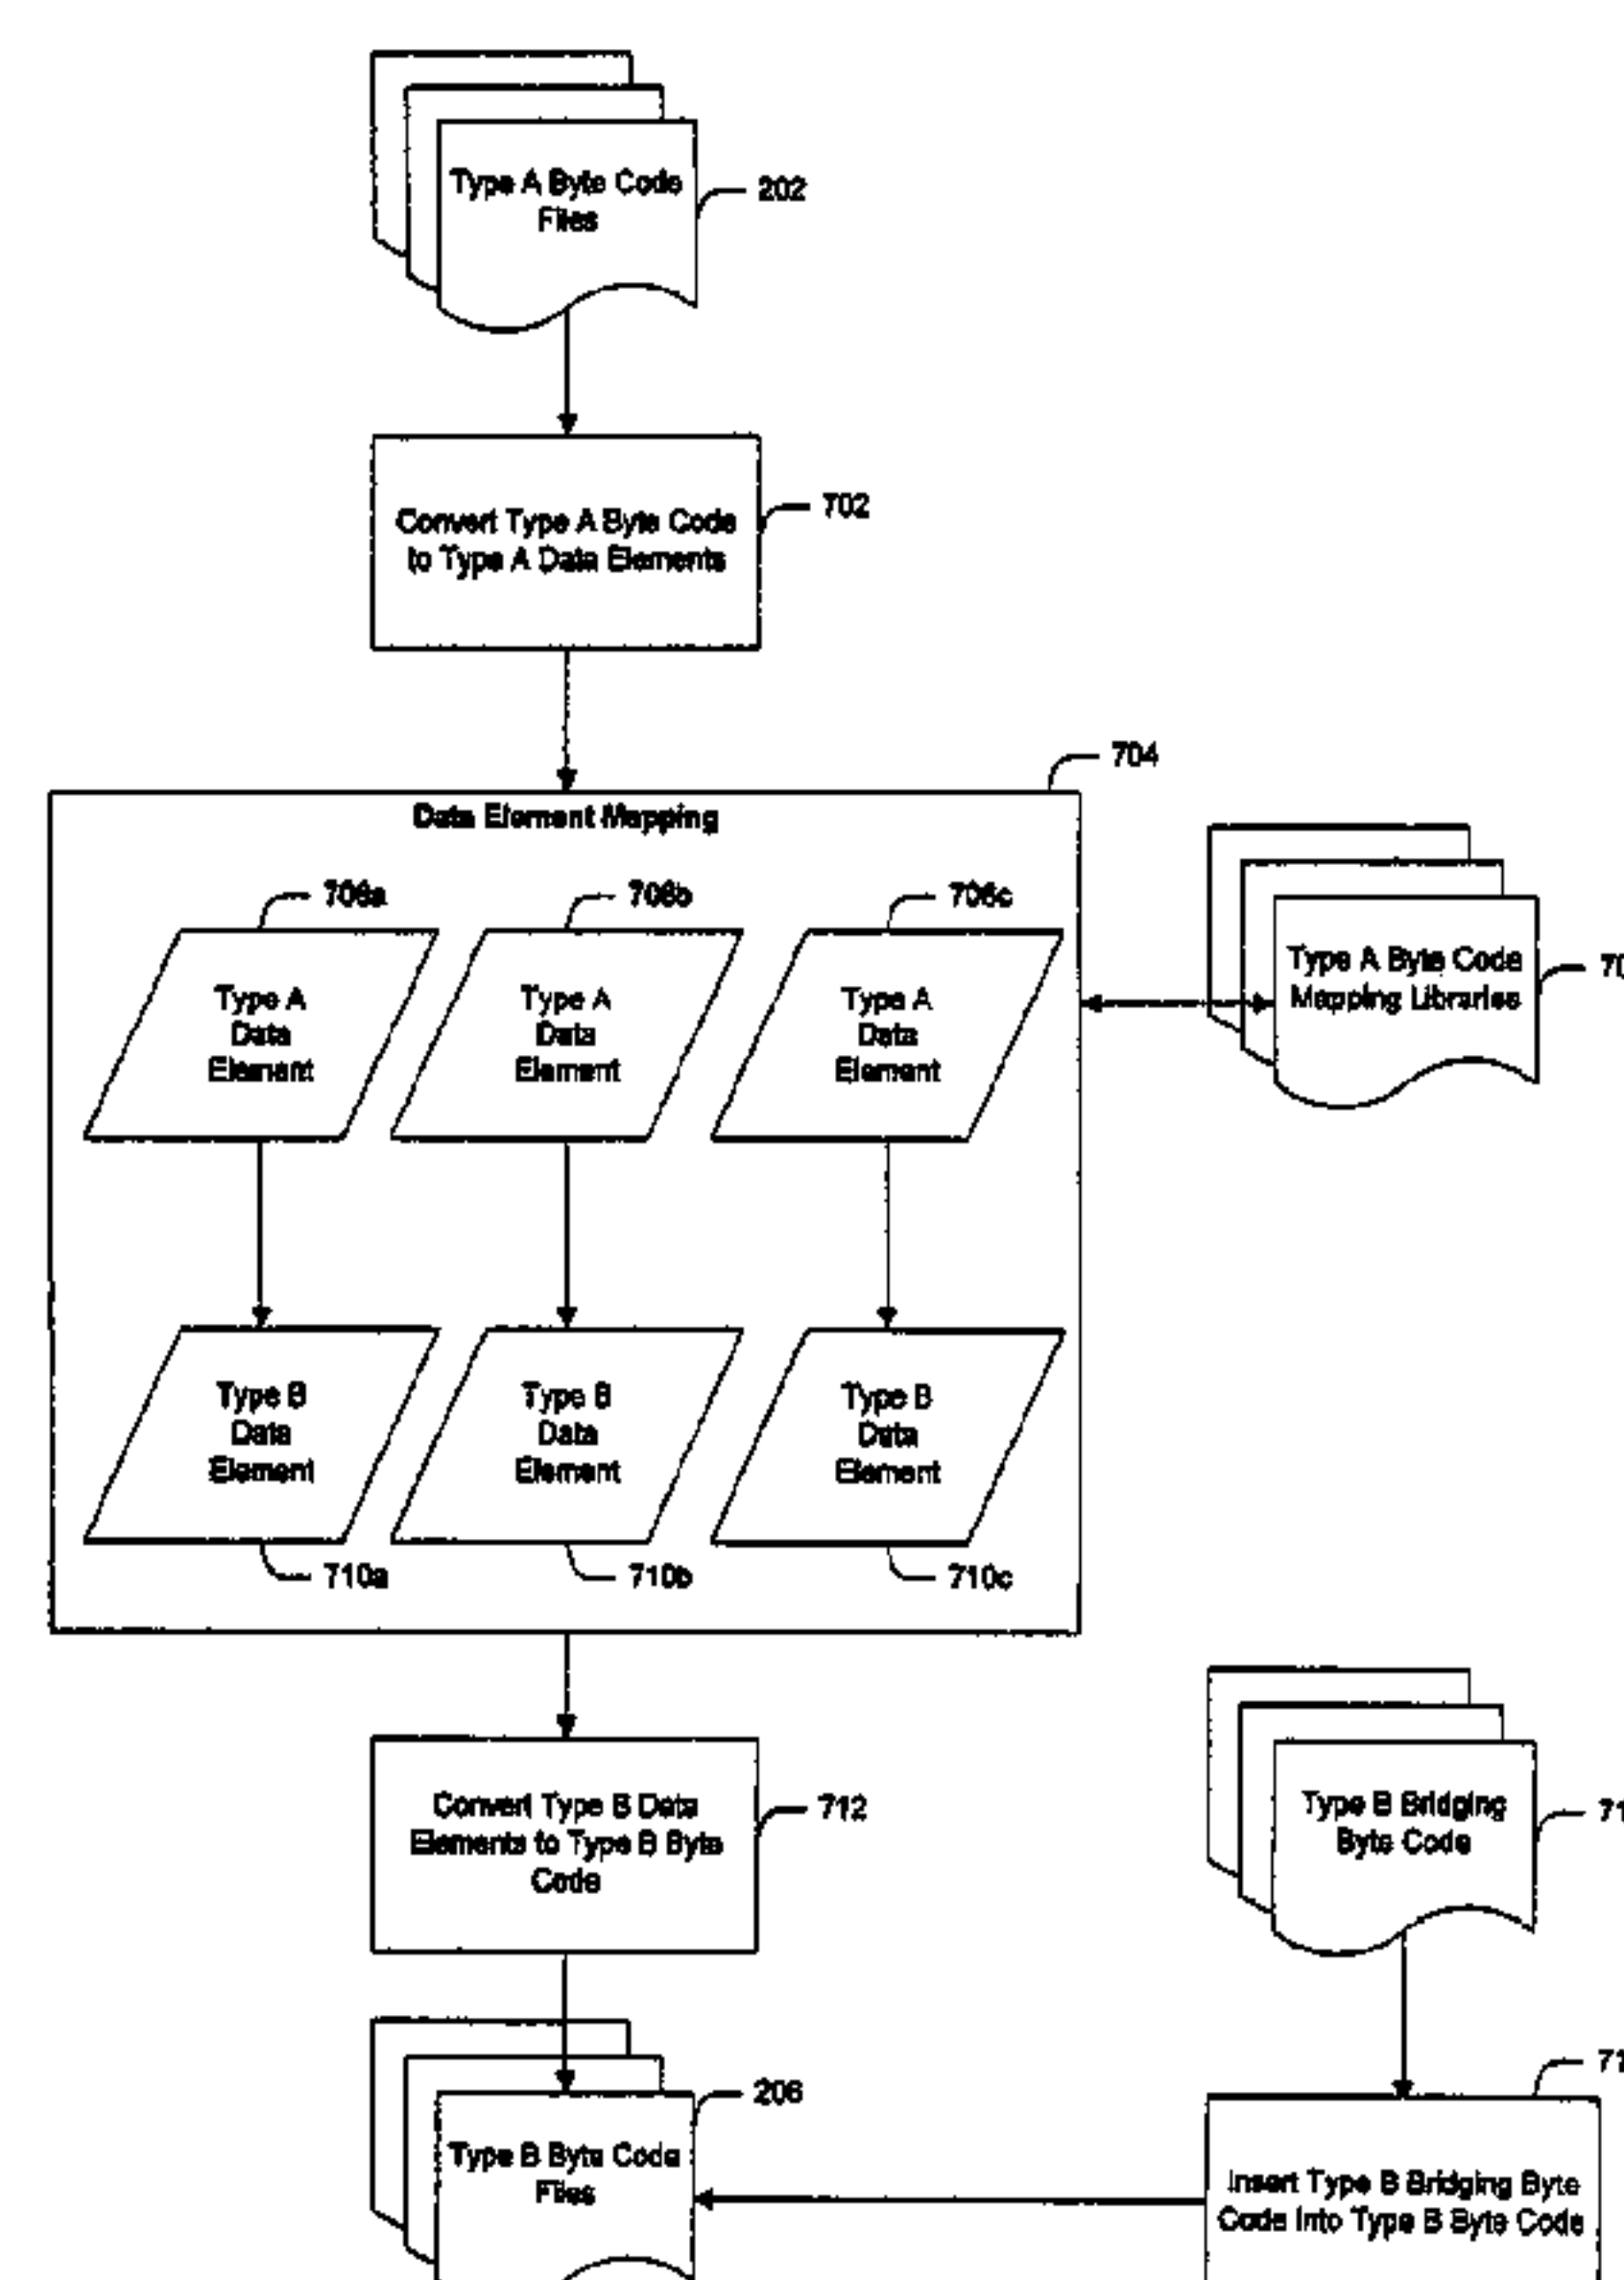 Type A Byte Code
Files
202
Convert Type A Byte Code
to Type A Data Elements
702
704
Data Element Mapping
Type A
Data
Element
Type A
Data
Element
Type A
Data
Element
Type A Byte Code
Mapping Libraries
Type B
Data
Element
Type B
Data
Element
Type B
Data
Element
710a
710b
710c
Convert Type B Data
Elements to Type B Byte
Code
712
Type B Bridging
Byte Code
206
Type B Byte Code
Files
Insert Type B Bridging Byte
Code into Type B Byte Code